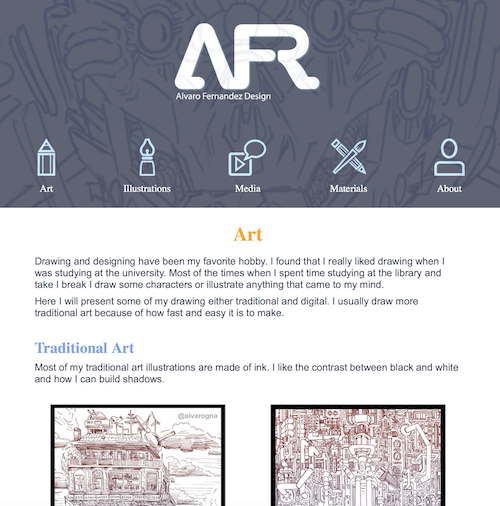 AFR
Alvaro Fernandez Design
Art
Illustrations
Media
Materials
About
Art
Drawing and designing have been my favorite hobby. I found that I really liked drawing when I
was studying at the university. Most of the times when I spent time studying at the library and
take I break I draw some characters or illustrate anything that came to my mind.
Here I will present some of my drawing either traditional and digital. I usually draw more
traditional art because of how fast and easy it is to make.
Traditional Art
Most of my traditional art illustrations are made of ink. I like the contrast between black and white
and how I can build shadows.
@alvarogna